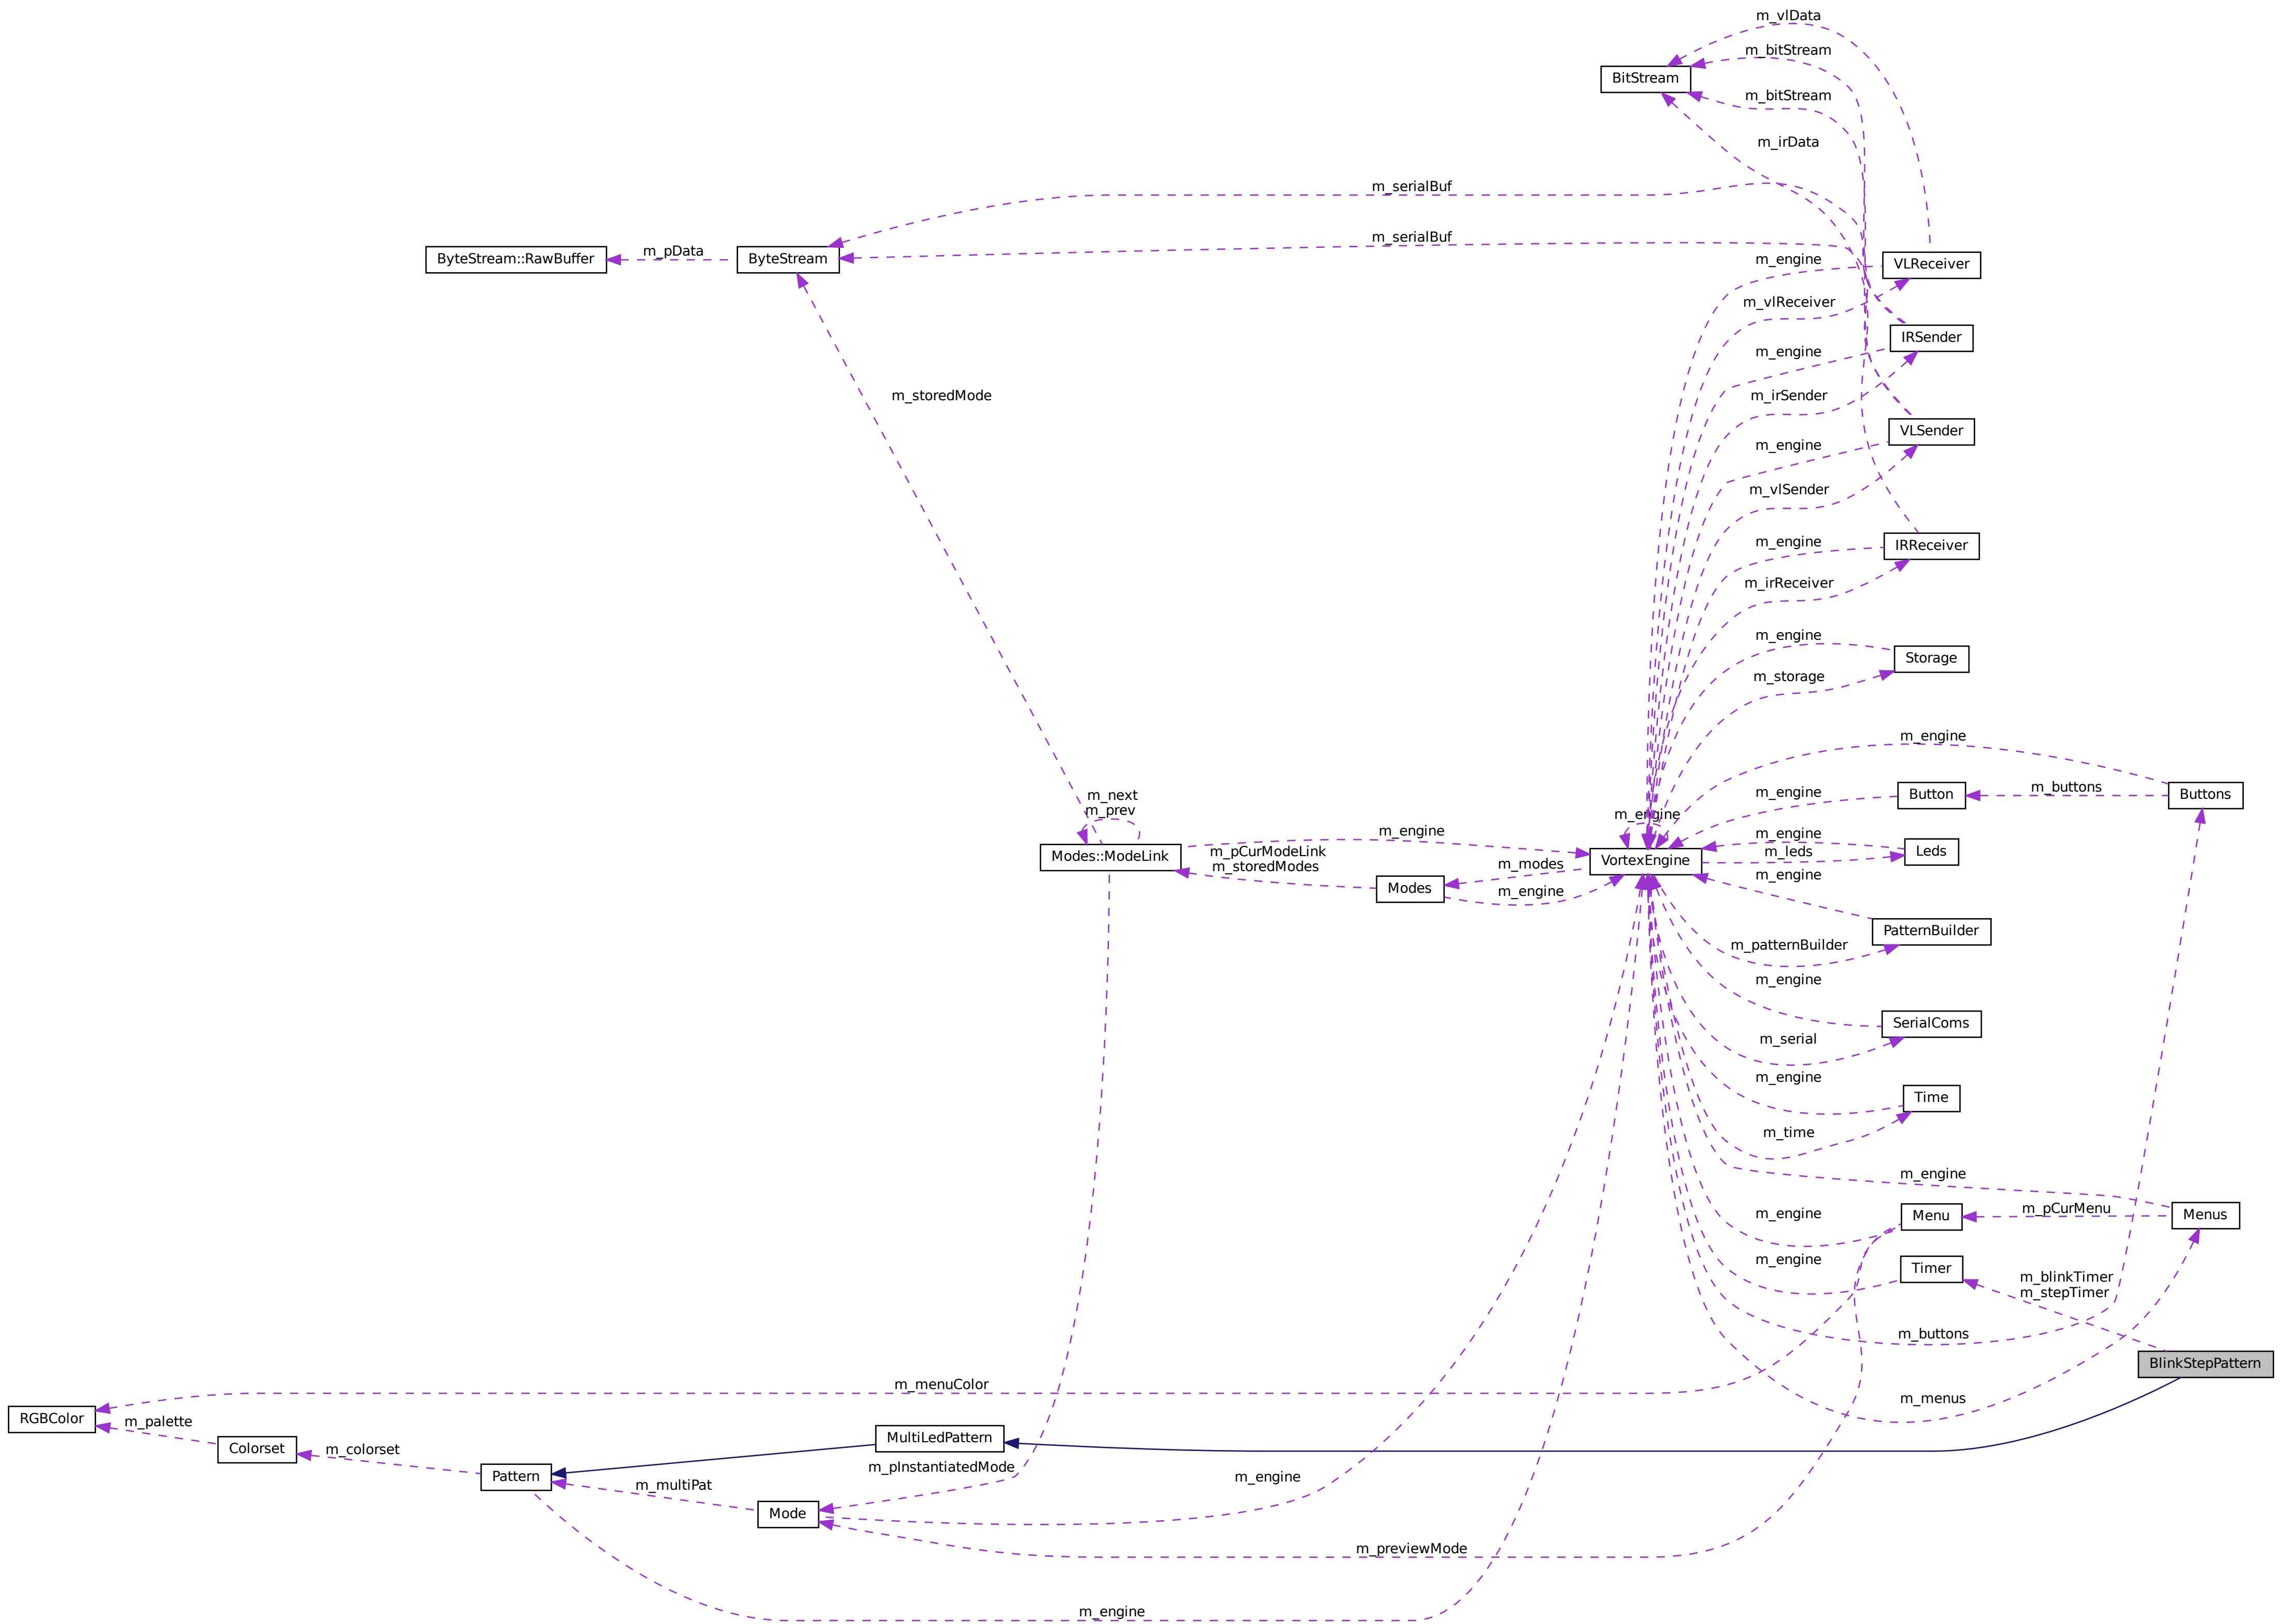 m_vlData
m_bitStream
BitStream
m_bitStream
m_irData
m_serialBuf
m_serialBuf
ByteStream::RawBuffer
m_pData
ByteStream
m_engine
VLReceiver
m_vlReceiver
IRSender
m_engine
m_storedMode
m_irSender
VLSender
m_engine
m_vlSender
m_engine
IRReceiver
m_irReceiver
m_engine
Storage
m_storage
m_engine
m_next
m_prev
m_engine
Button
m_buttons
Buttons
m_engine
m_engine
m_engine
m_leds
Leds
Modes::ModeLink
m_pCurModeLink
m_storedModes
m_modes
VortexEngine
m_engine
Modes
m_engine
PatternBuilder
m_patternBuilder
m_engine
SerialComs
m_serial
m_engine
Time
m_time
m_engine
m_engine
Menu
m_pCurMenu
Menus
m_engine
Timer
m_blinkTimer
m_stepTimer
m_buttons
BlinkStepPattern
m_menuColor
m_menus
RGBColor
m_palette
Colorset
m_colorset
MultiLedPattern
m_pInstantiatedMode
Pattern
m_multiPat
m_engine
Mode
m_previewMode
m_engine